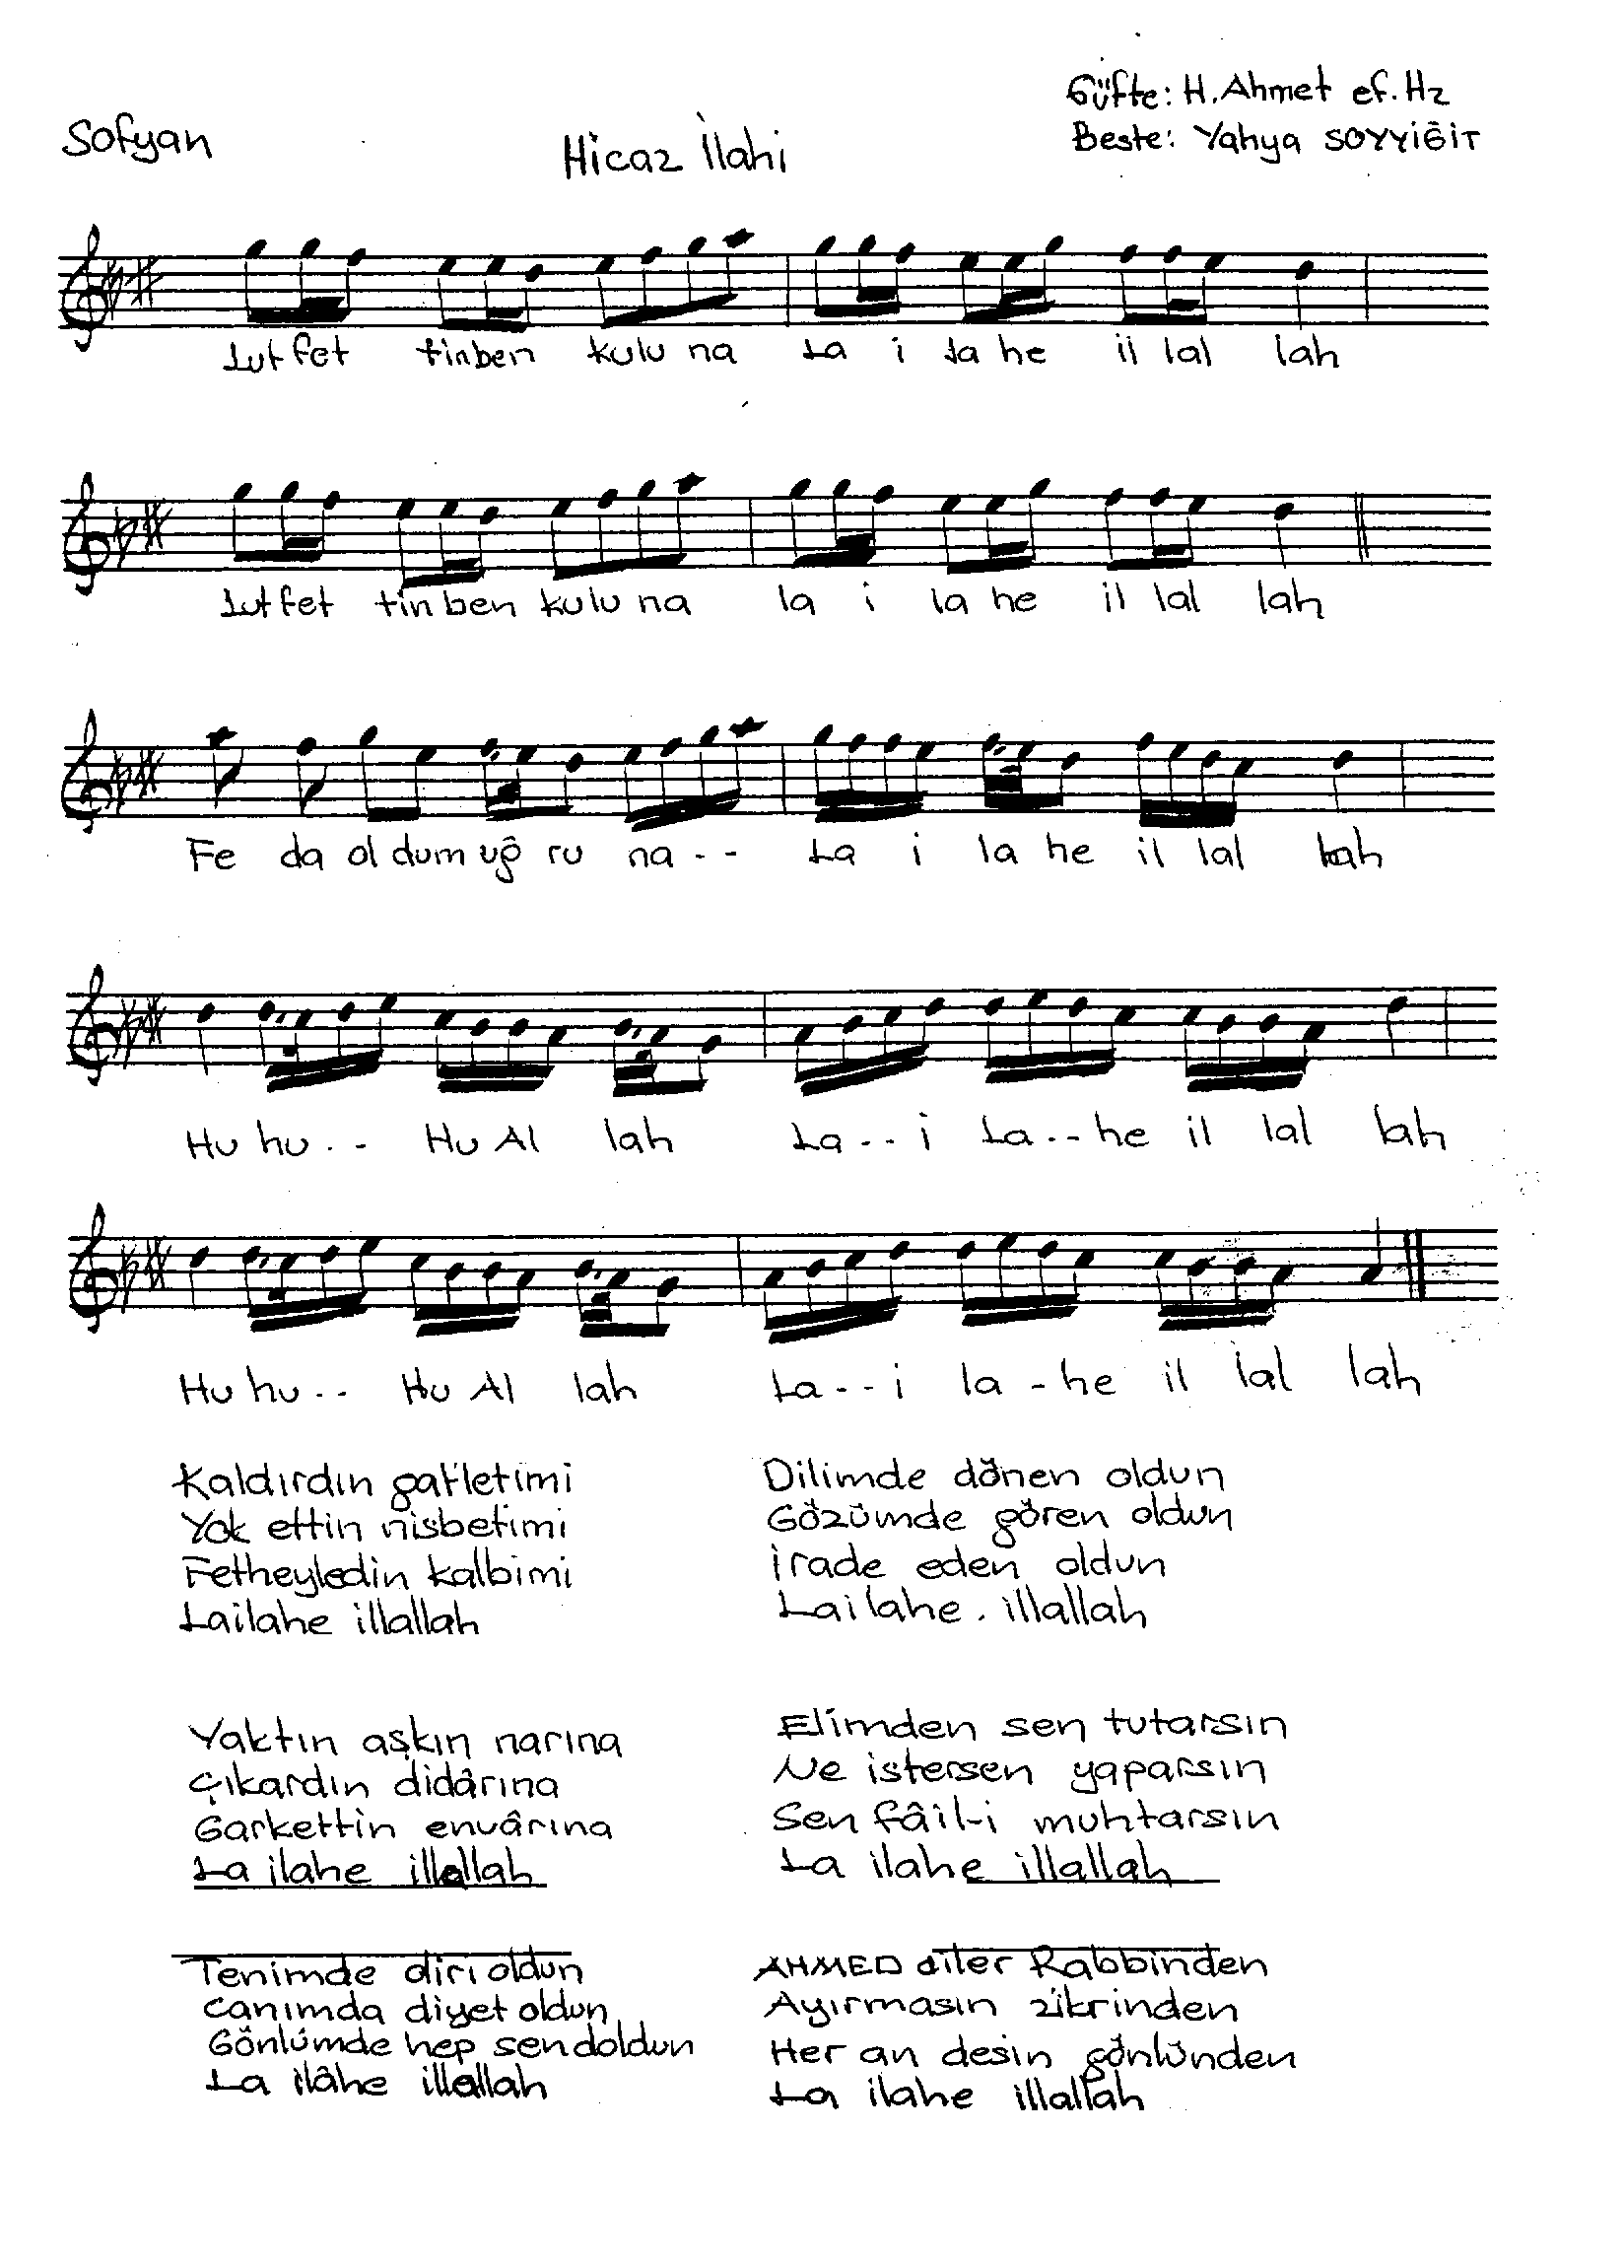 Sofyan
Hicaz İlahi
Güfte: H. Ahmet ef. Hz
Beste: Yahya SOYYİĞİT
Lut fet tin ben kulu na La i la he il lal lah
Lut fet tin ben kulu na la i la he il lal lah
Fe da ol dum uğ ru na - - La i la he il lal lah
Hu hu . - Hu Al lah La - - i La - - he il lal lah
Hu hu - - Hu Al lah La - - i la - he il lal lah
Kaldırdın gafletimi
Yok ettin nisbetimi
Fetheyledin kalbimi
Lailahe illallah
Yaktın aşkın narına
Çıkardın didârına
Garkettin envârına
La ilahe illallah
Tenimde diri oldun
canımda diyet oldun
Gönlümde hep sen doldun
La ilâhe illallah
Dilimde dönen oldun
Gözümde gören oldun
İrade eden oldun
Lailahe . illallah
Elimden sen tutarsın
Ne istersen yaparsın
Sen fâil-i muhtarsın
La ilahe illallah
AHMED diler Rabbinden
Ayırmasın zikrinden
Her an desin gönlünden
La ilahe illallah